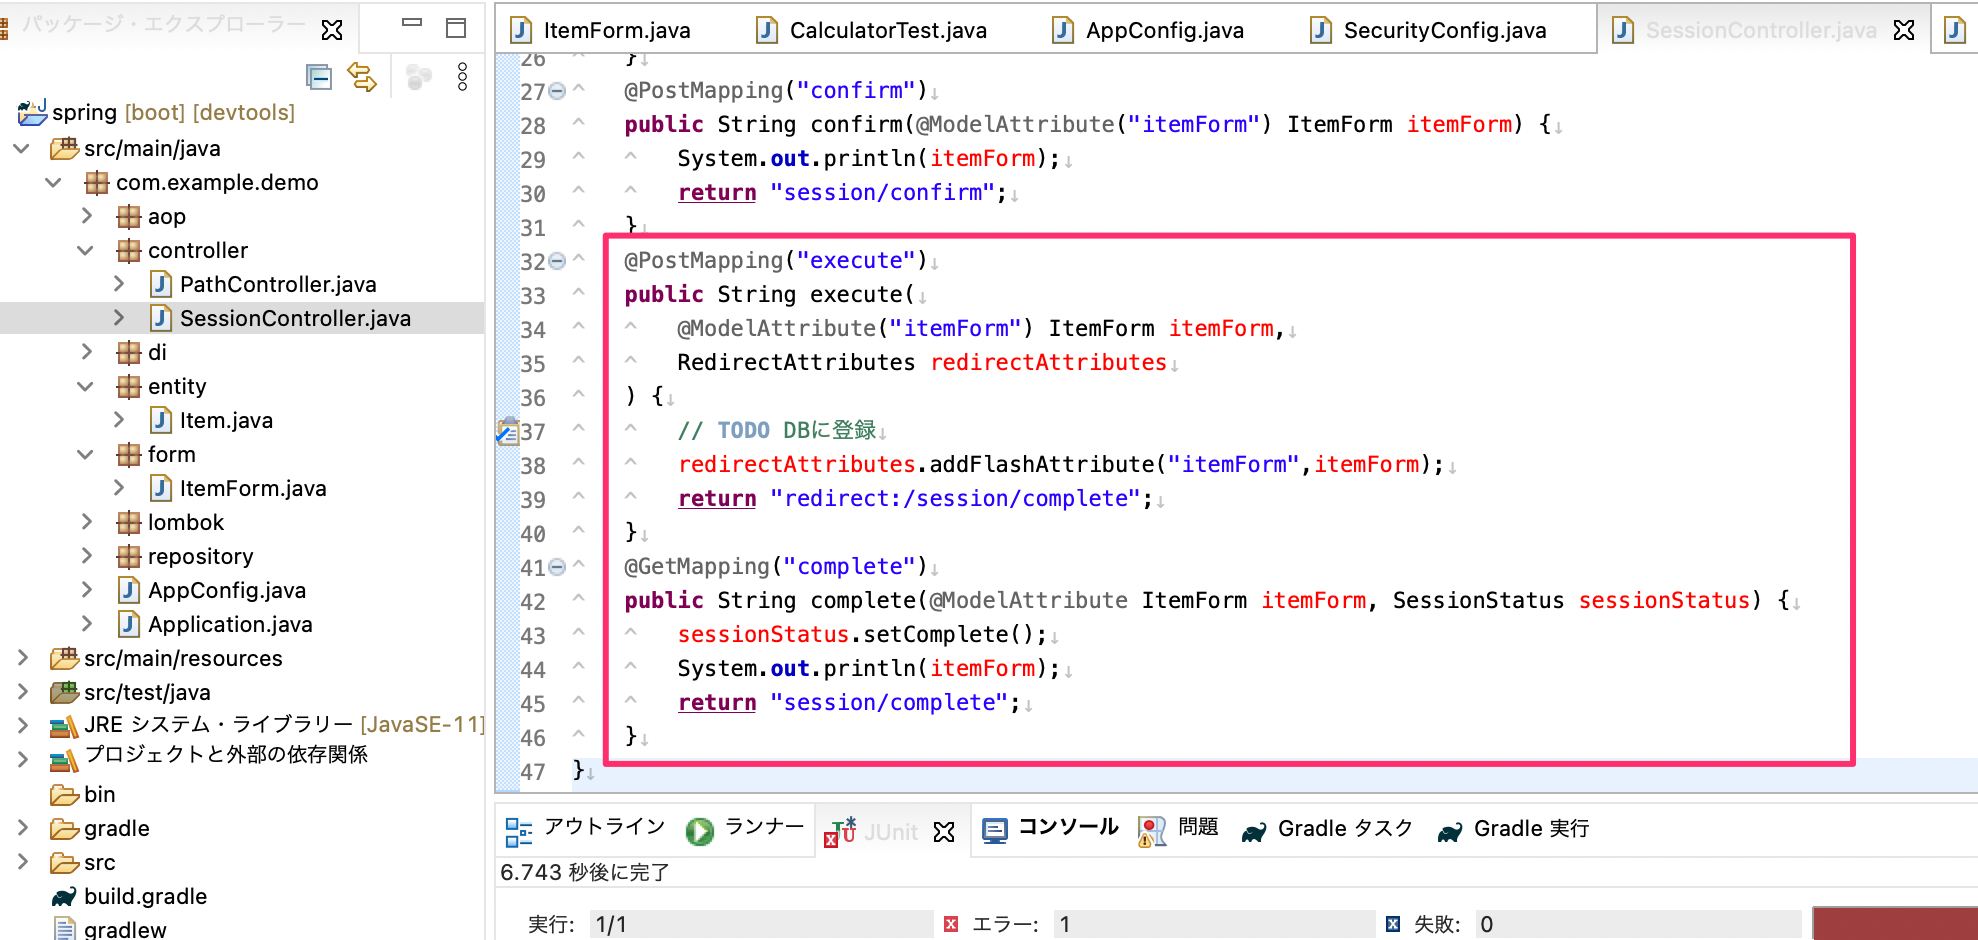 パッケージ・エクスプローラー
spring [boot] [devtools]
src/main/java
com.example.demo
aop
controller
PathController.java
SessionController.java
di
entity
Item.java
form
ItemForm.java
lombok
repository
AppConfig.java
Application.java
src/main/resources
src/test/java
JRE システム・ライブラリー [JavaSE-11]
プロジェクトと外部の依存関係
bin
gradle
src
build.gradle
gradlew
ItemForm.java CalculatorTest.java AppConfig.java SecurityConfig.java SessionController.java
26 }
27 @PostMapping("confirm")
28 public String confirm(@ModelAttribute("itemForm") ItemForm itemForm) {
29 System.out.println(itemForm);
30 return "session/confirm";
31 }
32 @PostMapping("execute")
33 public String execute(
34 @ModelAttribute("itemForm") ItemForm itemForm,
35 RedirectAttributes redirectAttributes
36 ) {
37 // TODO DBに登録
38 redirectAttributes.addFlashAttribute("itemForm",itemForm);
39 return "redirect:/session/complete";
40 }
41 @GetMapping("complete")
42 public String complete(@ModelAttribute ItemForm itemForm, SessionStatus sessionStatus) {
43 sessionStatus.setComplete();
44 System.out.println(itemForm);
45 return "session/complete";
46 }
47 }
アウトライン ランナー JUnit コンソール 問題 Gradle タスク Gradle 実行
6.743 秒後に完了
実行: 1/1 エラー: 1 失敗: 0